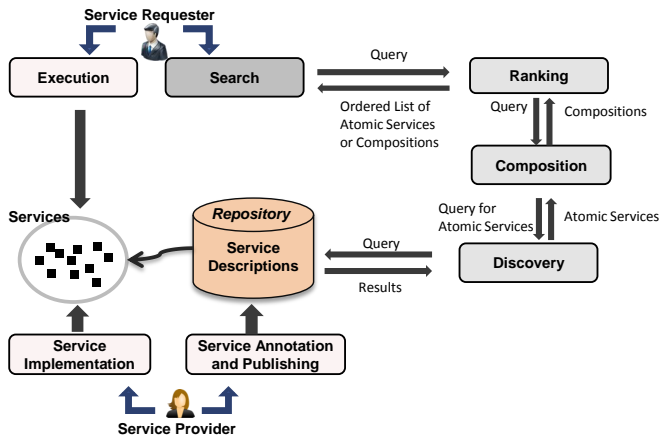 Service Requester
Execution
Search
Query
Ordered List of
Atomic Services
or Compositions
Ranking
Query
Compositions
Composition
Query for
Atomic Services
Atomic Services
Discovery
Query
Results
Services
Repository
Service
Descriptions
Service
Implementation
Service Annotation
and Publishing
Service Provider